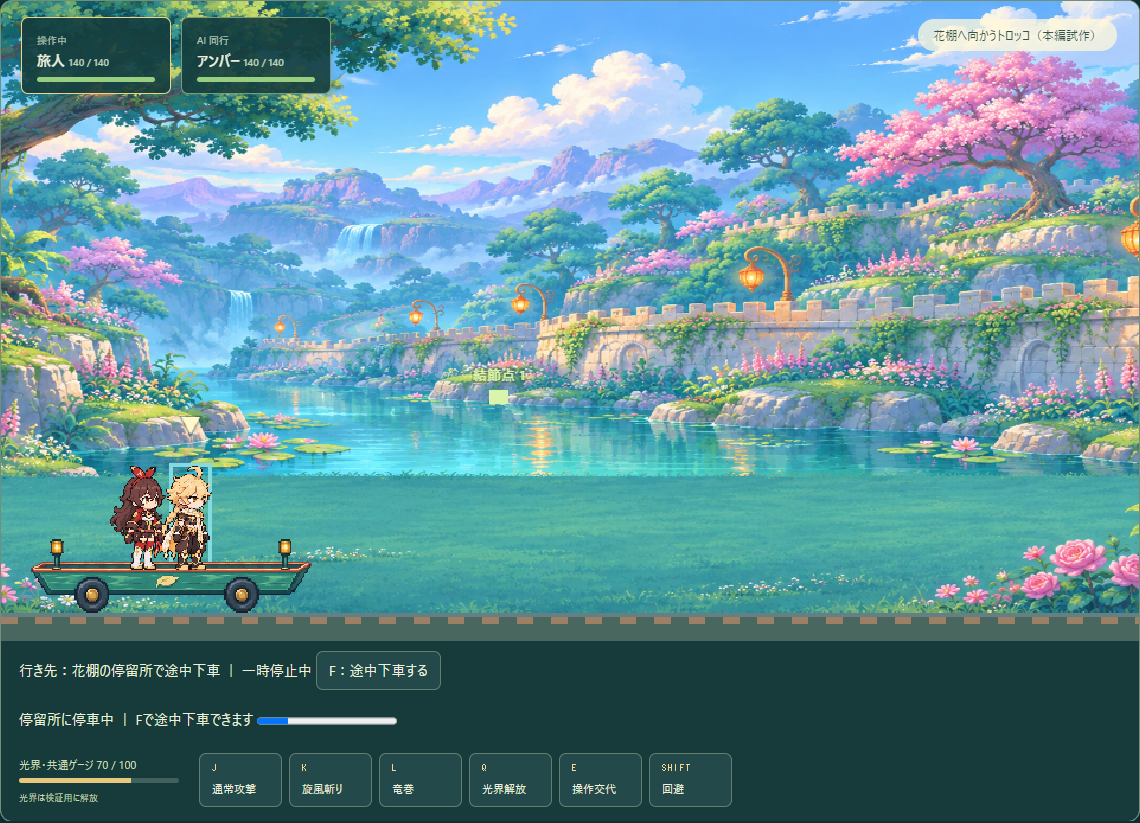 操作中
旅人 140 / 140
AI 同行
アンバー 140 / 140
花棚へ向かうトロッコ（本編試作）
結節点 1
行き先：花棚の停留所で途中下車 ｜ 一時停止中
F：途中下車する
停留所に停車中 ｜ Fで途中下車できます
光界・共通ゲージ 70 / 100
光界は検証用に解放
J
通常攻撃
K
旋風斬り
L
竜巻
Q
光界解放
E
操作交代
SHIFT
回避